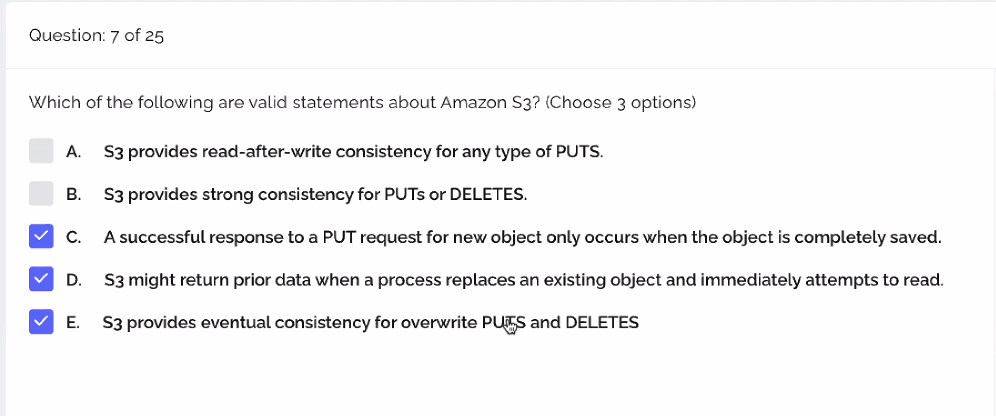 Question: 7 of 25
Which of the following are valid statements about Amazon S3? (Choose 3 options)
A. S3 provides read-after-write consistency for any type of PUTS.
B. S3 provides strong consistency for PUTs or DELETES.
C. A successful response to a PUT request for new object only occurs when the object is completely saved.
D. S3 might return prior data when a process replaces an existing object and immediately attempts to read.
E. S3 provides eventual consistency for overwrite PUTS and DELETES